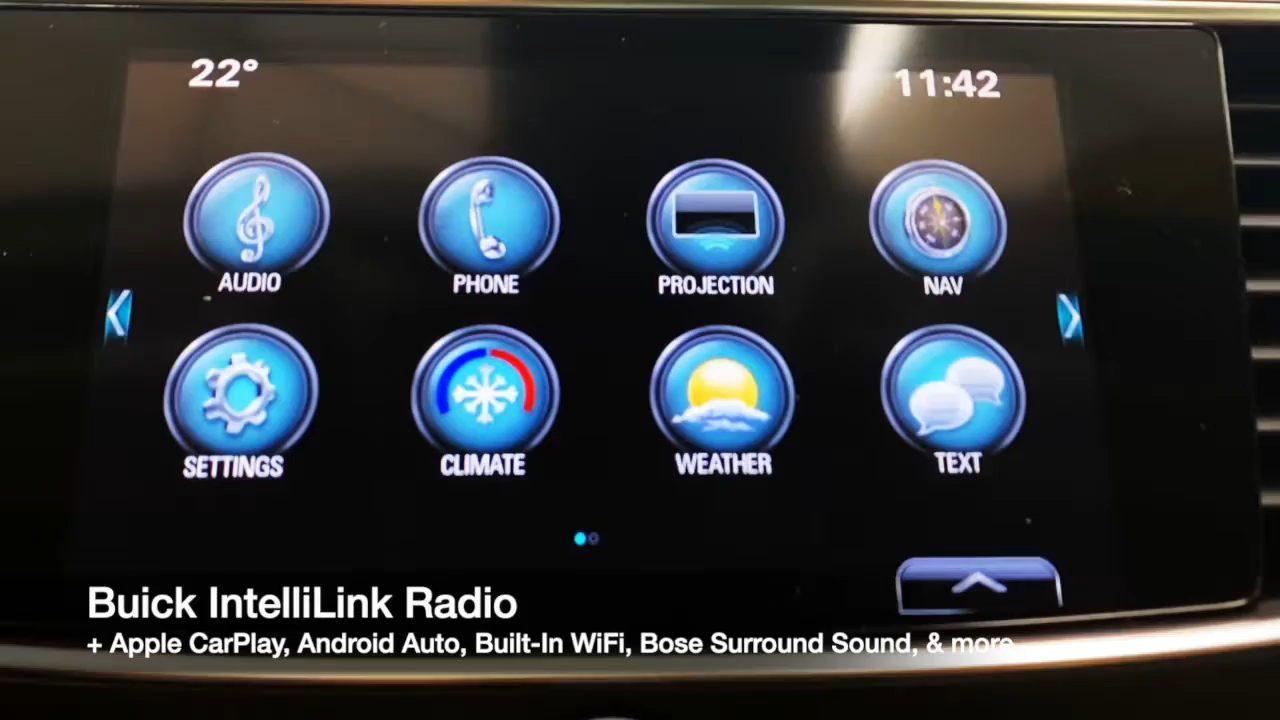 22° 11:42
AUDIO PHONE PROJECTION NAV
SETTINGS CLIMATE WEATHER TEXT
Buick IntelliLink Radio
+ Apple CarPlay, Android Auto, Built-In WiFi, Bose Surround Sound, & more